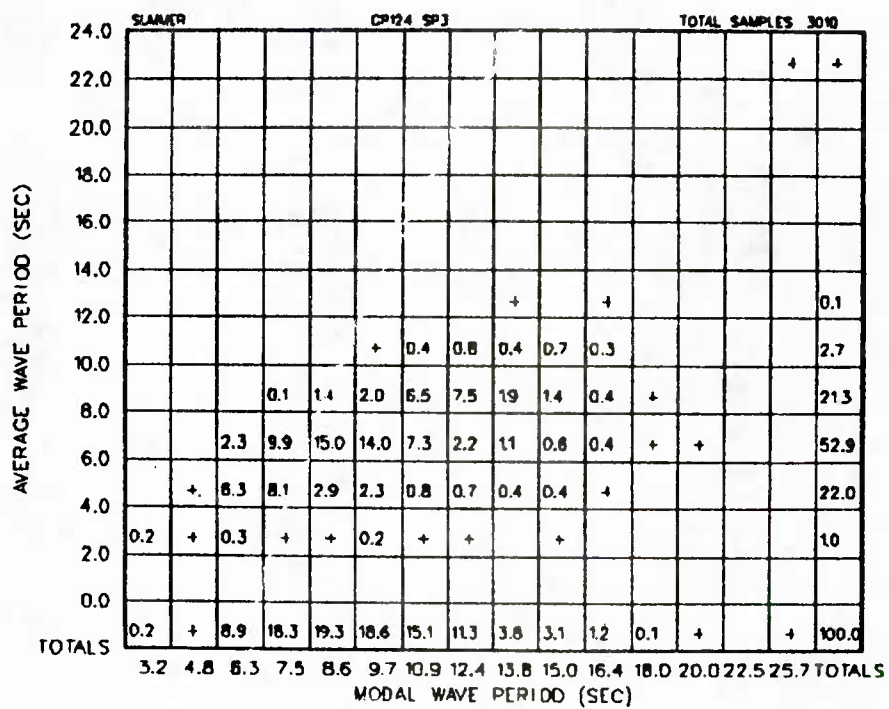 SUMMER CP124 SP3 TOTAL SAMPLES 3010
24.0
+ +
22.0
20.0
18.0
16.0
14.0
+ + 0.1
12.0
+ 0.4 0.8 0.4 0.7 0.3 2.7
10.0
0.1 1.4 2.0 6.5 7.5 1.9 1.4 0.4 + 21.3
8.0
2.3 9.9 15.0 14.0 7.3 2.2 1.1 0.6 0.4 + + 52.9
6.0
+ 6.3 8.1 2.9 2.3 0.8 0.7 0.4 0.4 + 22.0
4.0
0.2 + 0.3 + + 0.2 + + + 1.0
2.0
0.0
TOTALS 0.2 + 8.9 18.3 19.3 18.6 15.1 11.3 3.8 3.1 1.2 0.1 + + 100.0
3.2 4.8 6.3 7.5 8.6 9.7 10.9 12.4 13.8 15.0 16.4 18.0 20.0 22.5 25.7 TOTALS
MODAL WAVE PERIOD (SEC)
AVERAGE WAVE PERIOD (SEC)